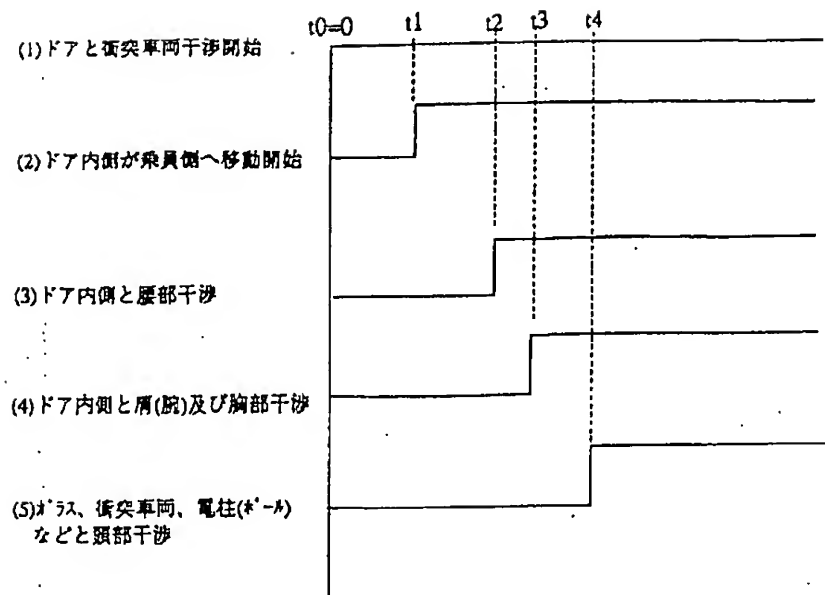 t0=0 t1 t2 t3 t4
(1)ドアと衝突車両干渉開始
(2)ドア内側が乗員側へ移動開始
(3)ドア内側と腰部干渉
(4)ドア内側と肩(腕)及び胸部干渉
(5)ガラス、衝突車両、電柱(ポール)
などと頭部干渉